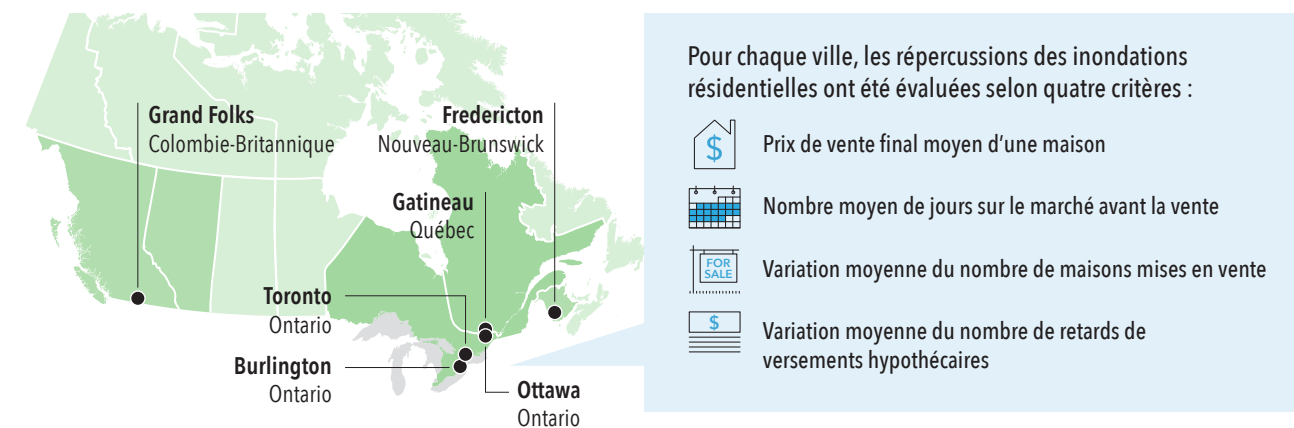 Grand Folks
Colombie-Britannique
Fredericton
Nouveau-Brunswick
Gatineau
Québec
Toronto
Ontario
Burlington
Ontario
Ottawa
Ontario
Pour chaque ville, les répercussions des inondations
résidentielles ont été évaluées selon quatre critères :
$
Prix de vente final moyen d’une maison
Nombre moyen de jours sur le marché avant la vente
FOR
SALE
Variation moyenne du nombre de maisons mises en vente
$
Variation moyenne du nombre de retards de
versements hypothécaires